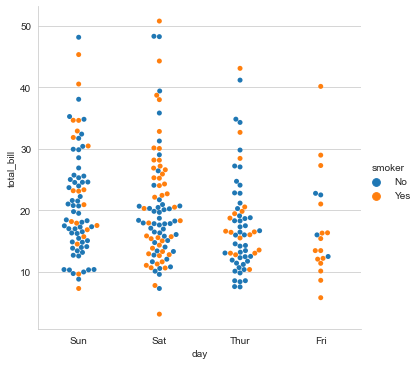 50
40
30
20
10
total_bill
Sun Sat Thur Fri
day
smoker
No
Yes